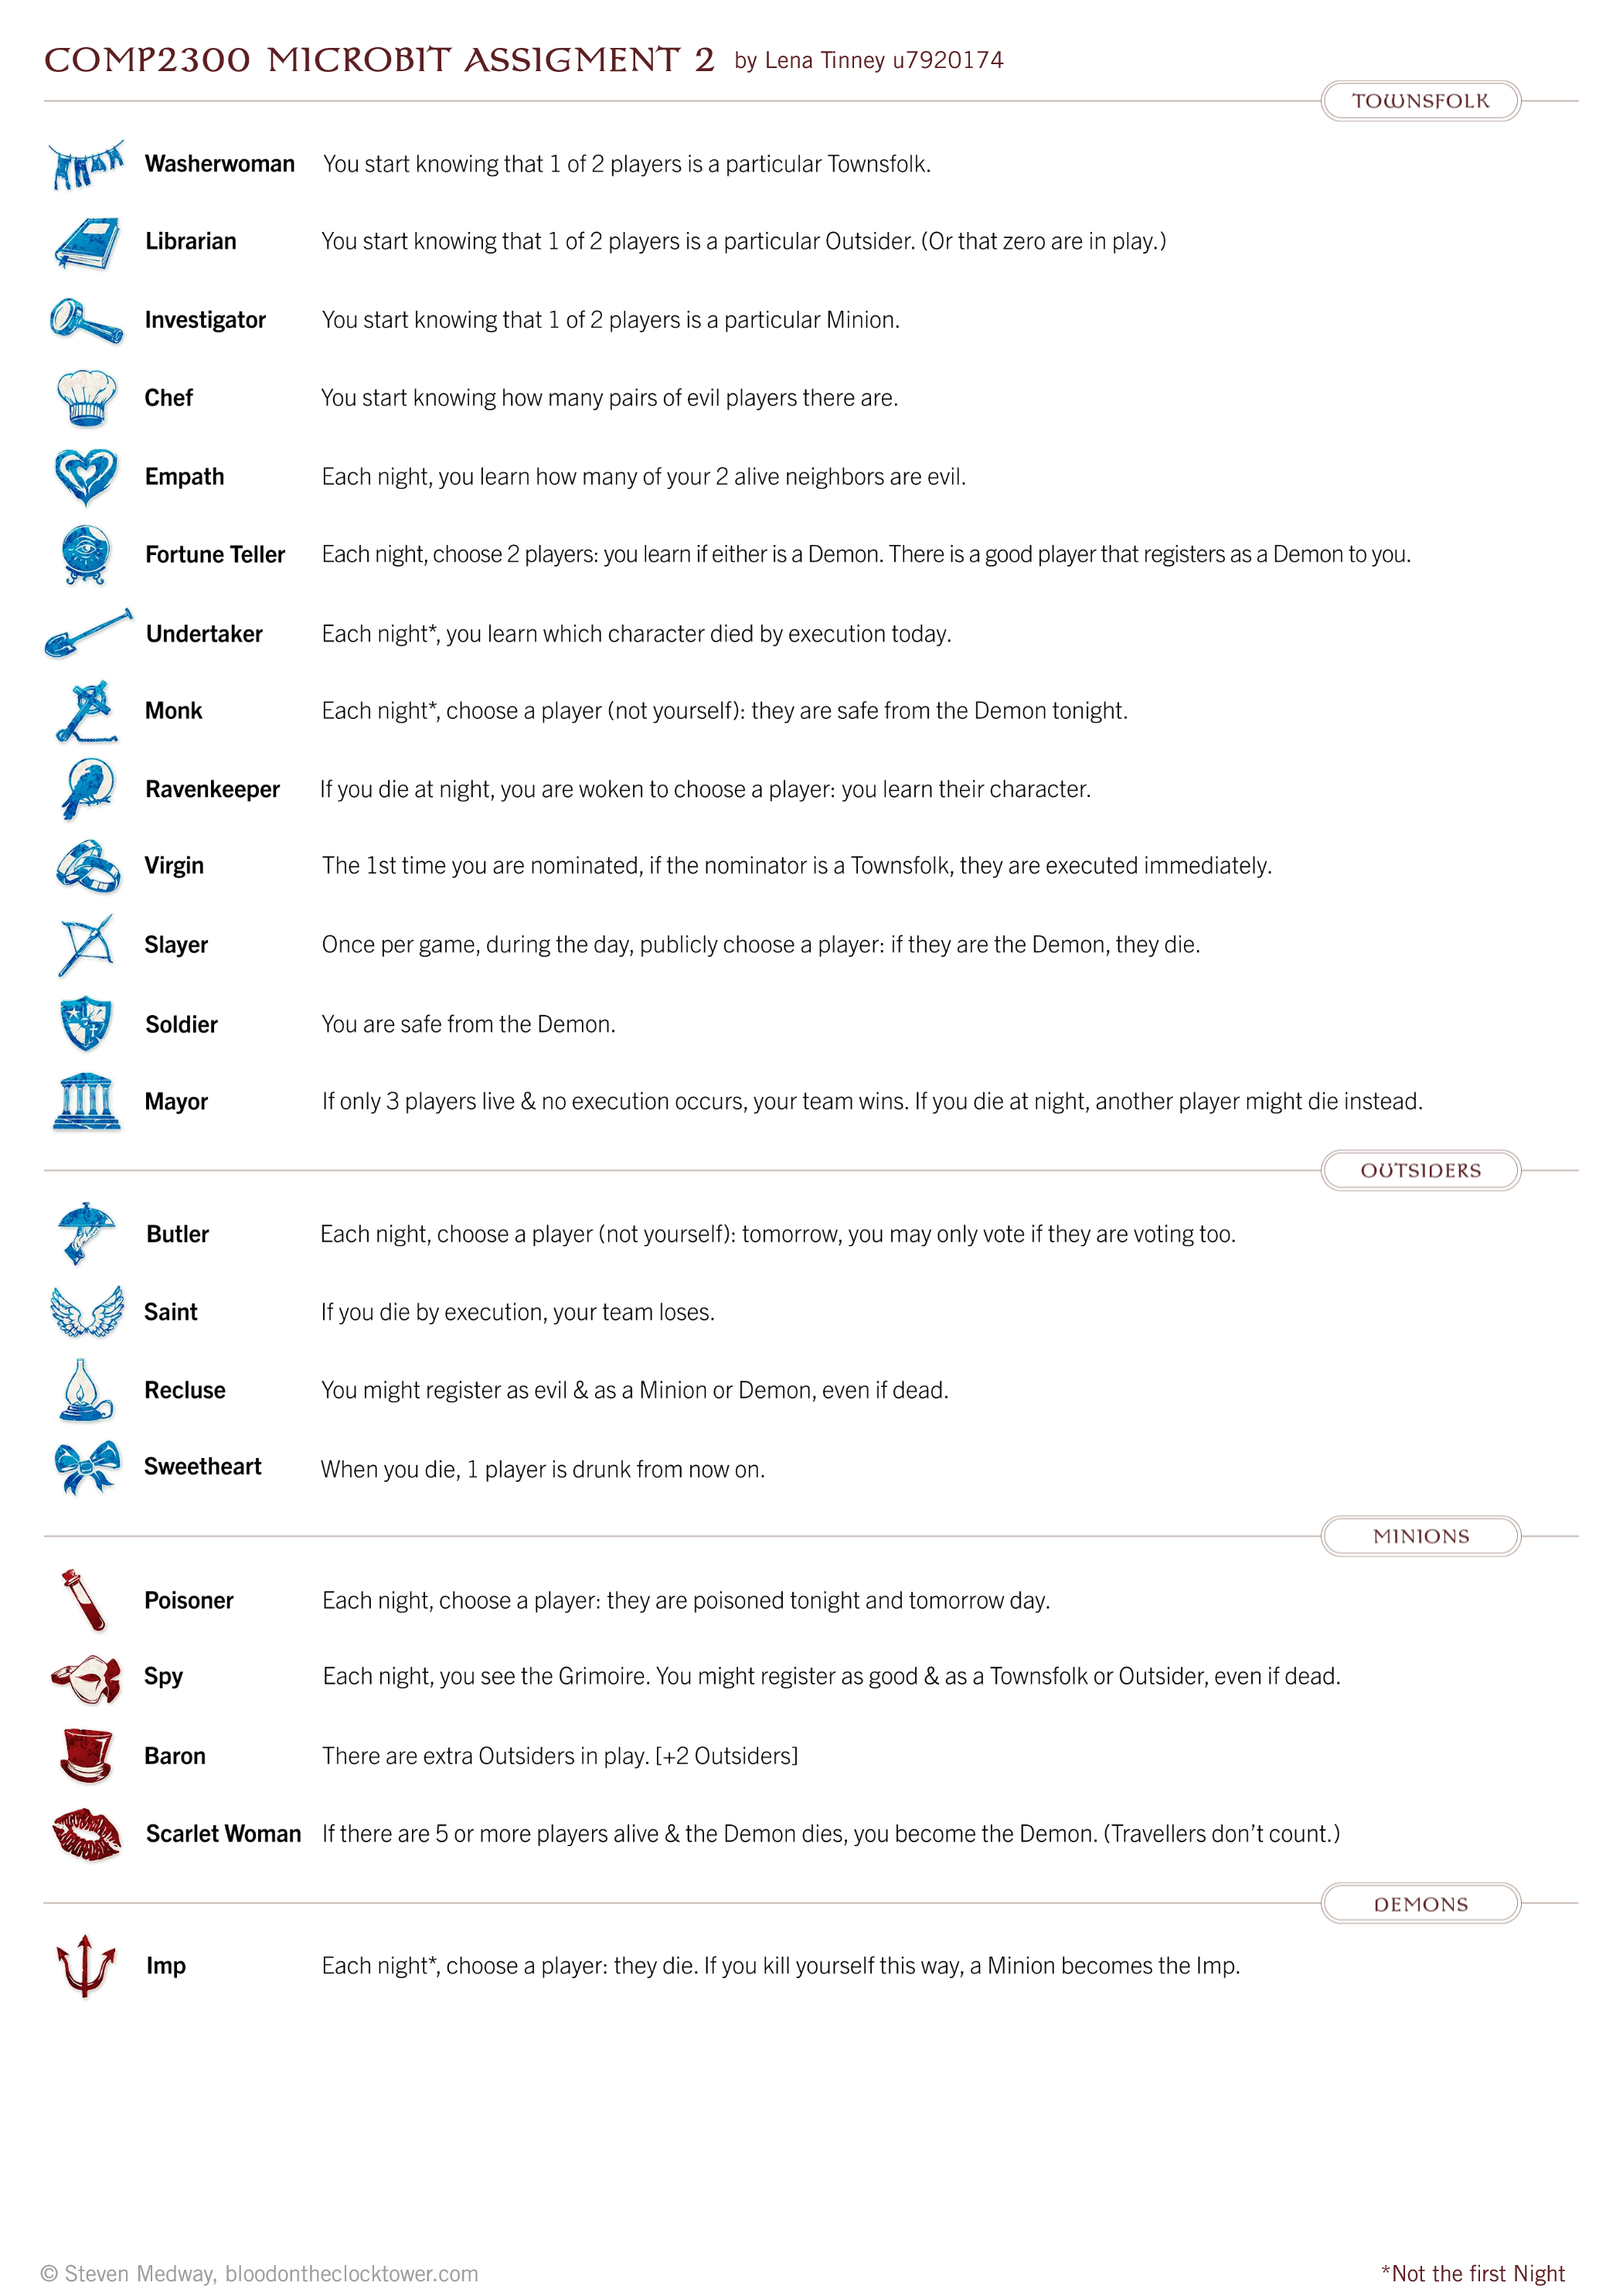 COMP2300 MICROBIT ASSIGMENT 2 by Lena Tinney u7920174
TOWNSFOLK
Washerwoman You start knowing that 1 of 2 players is a particular Townsfolk.
Librarian You start knowing that 1 of 2 players is a particular Outsider. (Or that zero are in play.)
Investigator You start knowing that 1 of 2 players is a particular Minion.
Chef You start knowing how many pairs of evil players there are.
Empath Each night, you learn how many of your 2 alive neighbors are evil.
Fortune Teller Each night, choose 2 players: you learn if either is a Demon. There is a good player that registers as a Demon to you.
Undertaker Each night*, you learn which character died by execution today.
Monk Each night*, choose a player (not yourself): they are safe from the Demon tonight.
Ravenkeeper If you die at night, you are woken to choose a player: you learn their character.
Virgin The 1st time you are nominated, if the nominator is a Townsfolk, they are executed immediately.
Slayer Once per game, during the day, publicly choose a player: if they are the Demon, they die.
Soldier You are safe from the Demon.
Mayor If only 3 players live & no execution occurs, your team wins. If you die at night, another player might die instead.
OUTSIDERS
Butler Each night, choose a player (not yourself): tomorrow, you may only vote if they are voting too.
Saint If you die by execution, your team loses.
Recluse You might register as evil & as a Minion or Demon, even if dead.
Sweetheart When you die, 1 player is drunk from now on.
MINIONS
Poisoner Each night, choose a player: they are poisoned tonight and tomorrow day.
Spy Each night, you see the Grimoire. You might register as good & as a Townsfolk or Outsider, even if dead.
Baron There are extra Outsiders in play. [+2 Outsiders]
Scarlet Woman If there are 5 or more players alive & the Demon dies, you become the Demon. (Travellers don't count.)
DEMONS
Imp Each night*, choose a player: they die. If you kill yourself this way, a Minion becomes the Imp.
© Steven Medway, bloodontheclocktower.com
*Not the first Night